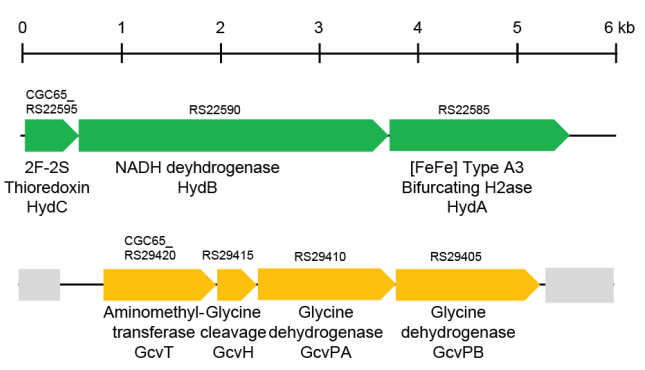 0 1 2 3 4 5 6 kb
CGC65_
RS22595 RS22590 RS22585
2F-2S NADH deyhdrogenase [FeFe] Type A3
Thioredoxin HydB Bifurcating H2ase
HydC HydA
CGC65_
RS29420 RS29415 RS29410 RS29405
Aminomethyl- Glycine Glycine Glycine
transferase cleavage dehydrogenase dehydrogenase
GcvT GcvH GcvPA GcvPB